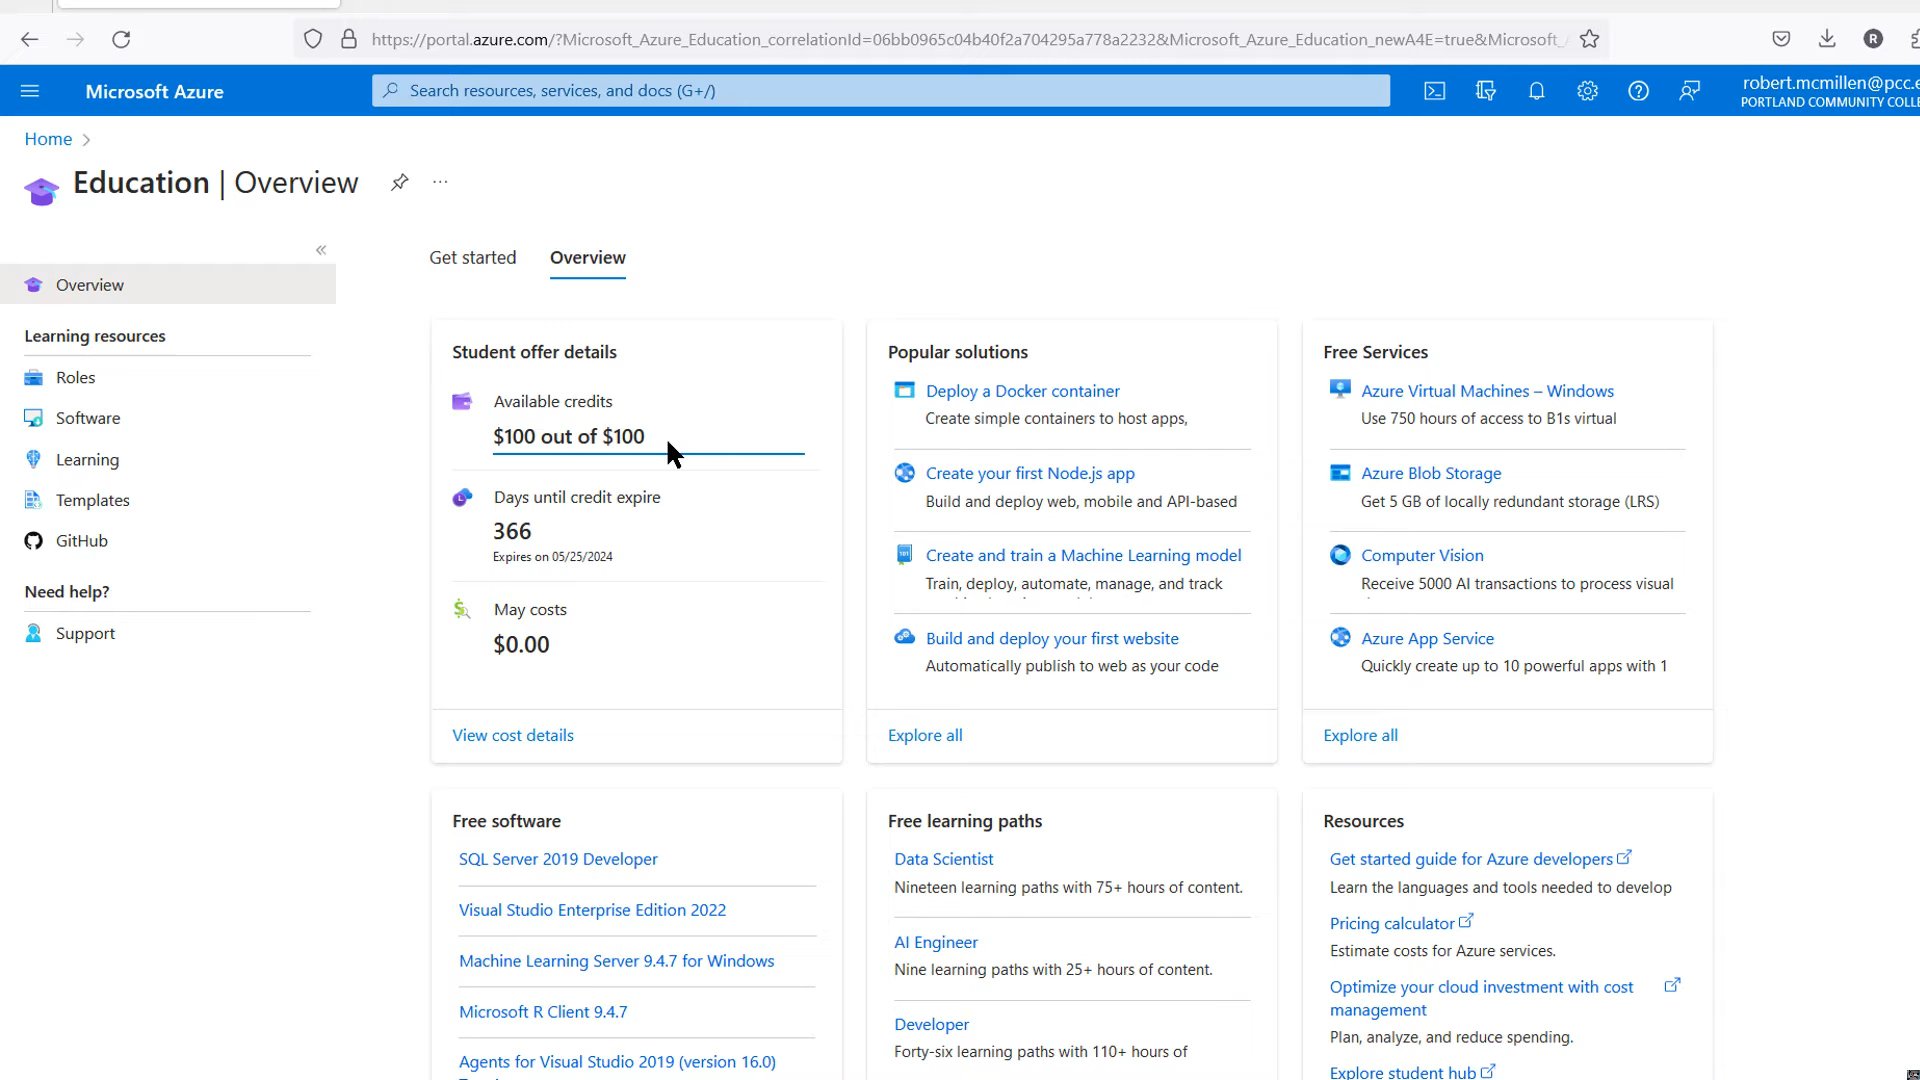 https://portal.azure.com/?Microsoft_Azure_Education_correlationId=06bb0965c04b40f2a704295a778a2232&Microsoft_Azure_Education_newA4E=true&Microsoft_
R
Microsoft Azure
Search resources, services, and docs (G+/)
robert.mcmillen@pcc.e
PORTLAND COMMUNITY COLLE
Home
Education | Overview
Overview
Learning resources
Roles
Software
Learning
Templates
GitHub
Need help?
Support
Get started
Overview
Student offer details
Available credits
$100 out of $100
Days until credit expire
366
Expires on 05/25/2024
May costs
$0.00
View cost details
Popular solutions
Deploy a Docker container
Create simple containers to host apps,
Create your first Node.js app
Build and deploy web, mobile and API-based
Create and train a Machine Learning model
Train, deploy, automate, manage, and track
Build and deploy your first website
Automatically publish to web as your code
Explore all
Free Services
Azure Virtual Machines – Windows
Use 750 hours of access to B1s virtual
Azure Blob Storage
Get 5 GB of locally redundant storage (LRS)
Computer Vision
Receive 5000 AI transactions to process visual
Azure App Service
Quickly create up to 10 powerful apps with 1
Explore all
Free software
SQL Server 2019 Developer
Visual Studio Enterprise Edition 2022
Machine Learning Server 9.4.7 for Windows
Microsoft R Client 9.4.7
Agents for Visual Studio 2019 (version 16.0)
Free learning paths
Data Scientist
Nineteen learning paths with 75+ hours of content.
AI Engineer
Nine learning paths with 25+ hours of content.
Developer
Forty-six learning paths with 110+ hours of
Resources
Get started guide for Azure developers
Learn the languages and tools needed to develop
Pricing calculator
Estimate costs for Azure services.
Optimize your cloud investment with cost
management
Plan, analyze, and reduce spending.
Explore student hub